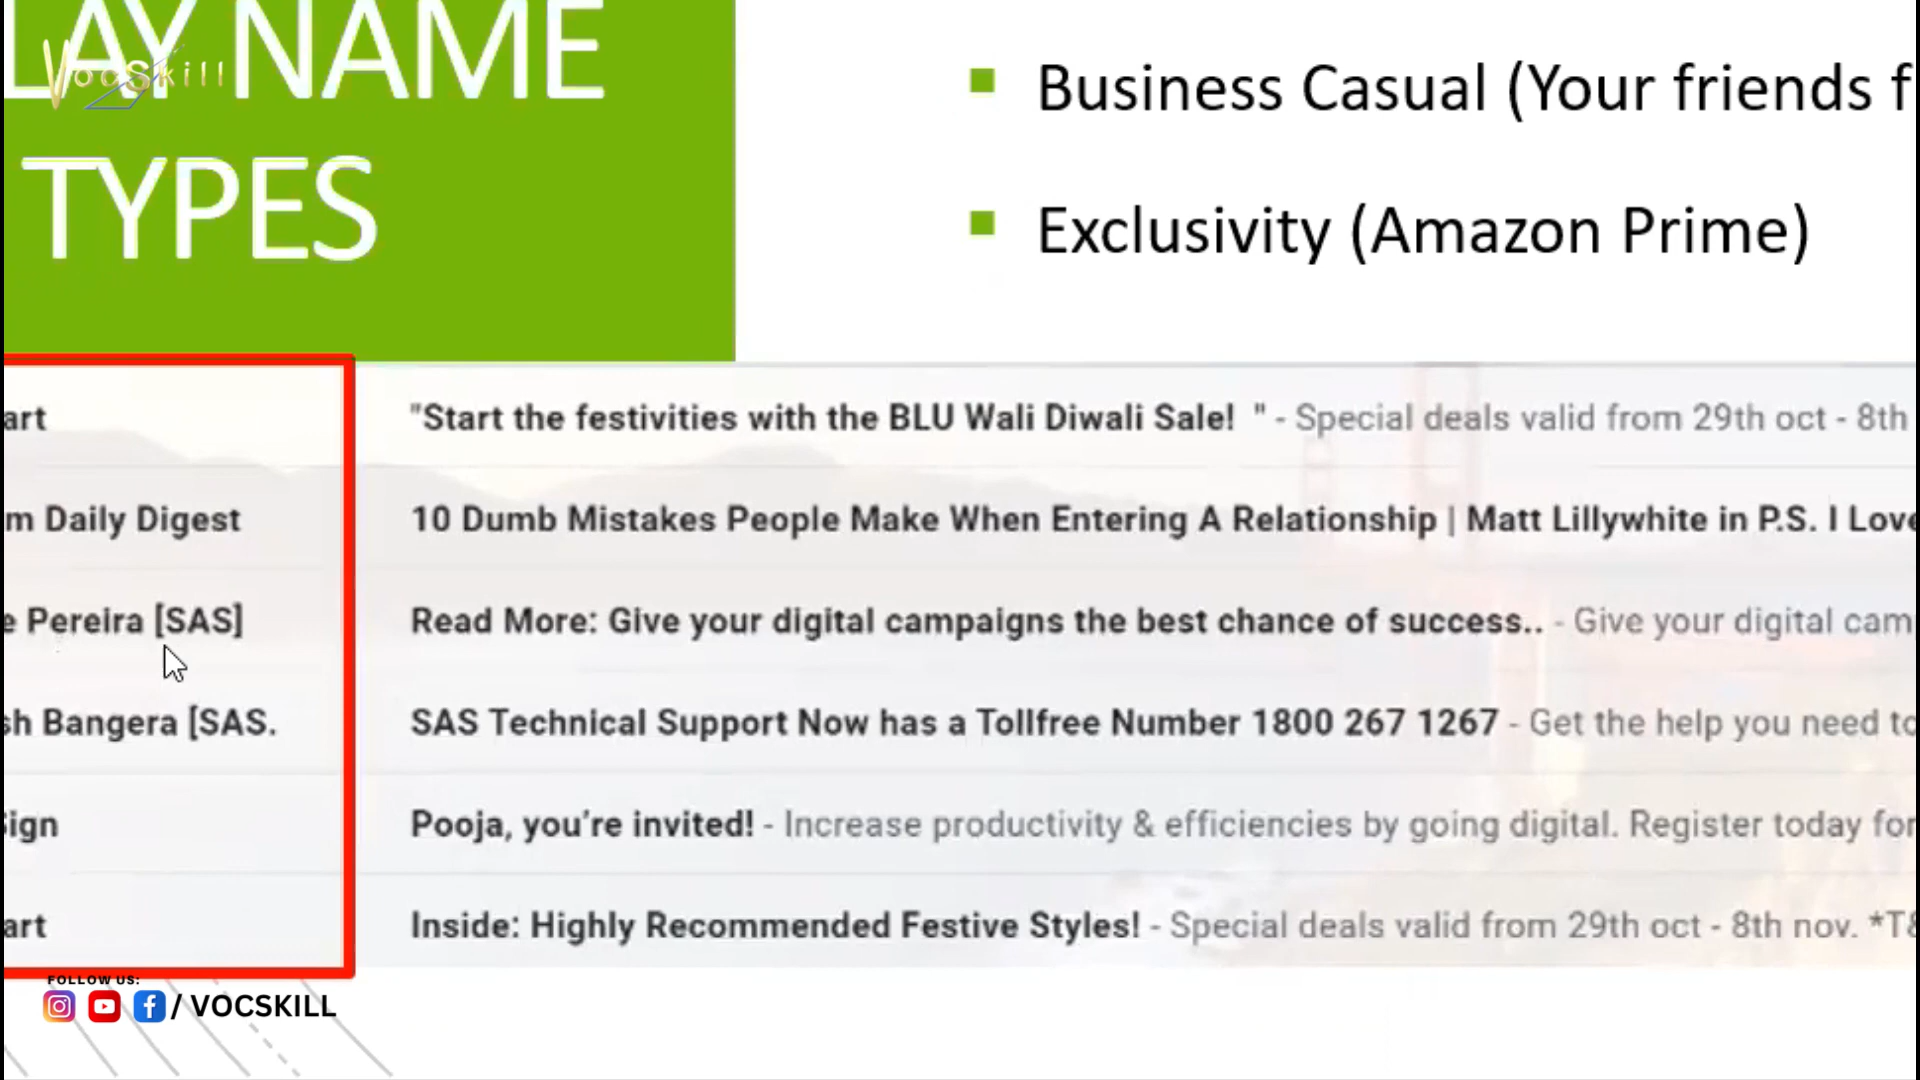 LAY NAME
TYPES
VocSkill
Business Casual (Your friends f
Exclusivity (Amazon Prime)
art "Start the festivities with the BLU Wali Diwali Sale! " - Special deals valid from 29th oct - 8th
m Daily Digest 10 Dumb Mistakes People Make When Entering A Relationship | Matt Lillywhite in P.S. I Love
e Pereira [SAS] Read More: Give your digital campaigns the best chance of success.. - Give your digital cam
sh Bangera [SAS. SAS Technical Support Now has a Tollfree Number 1800 267 1267 - Get the help you need to
Sign Pooja, you're invited! - Increase productivity & efficiencies by going digital. Register today for
art Inside: Highly Recommended Festive Styles! - Special deals valid from 29th oct - 8th nov. *T&
FOLLOW US:
/ VOCSKILL